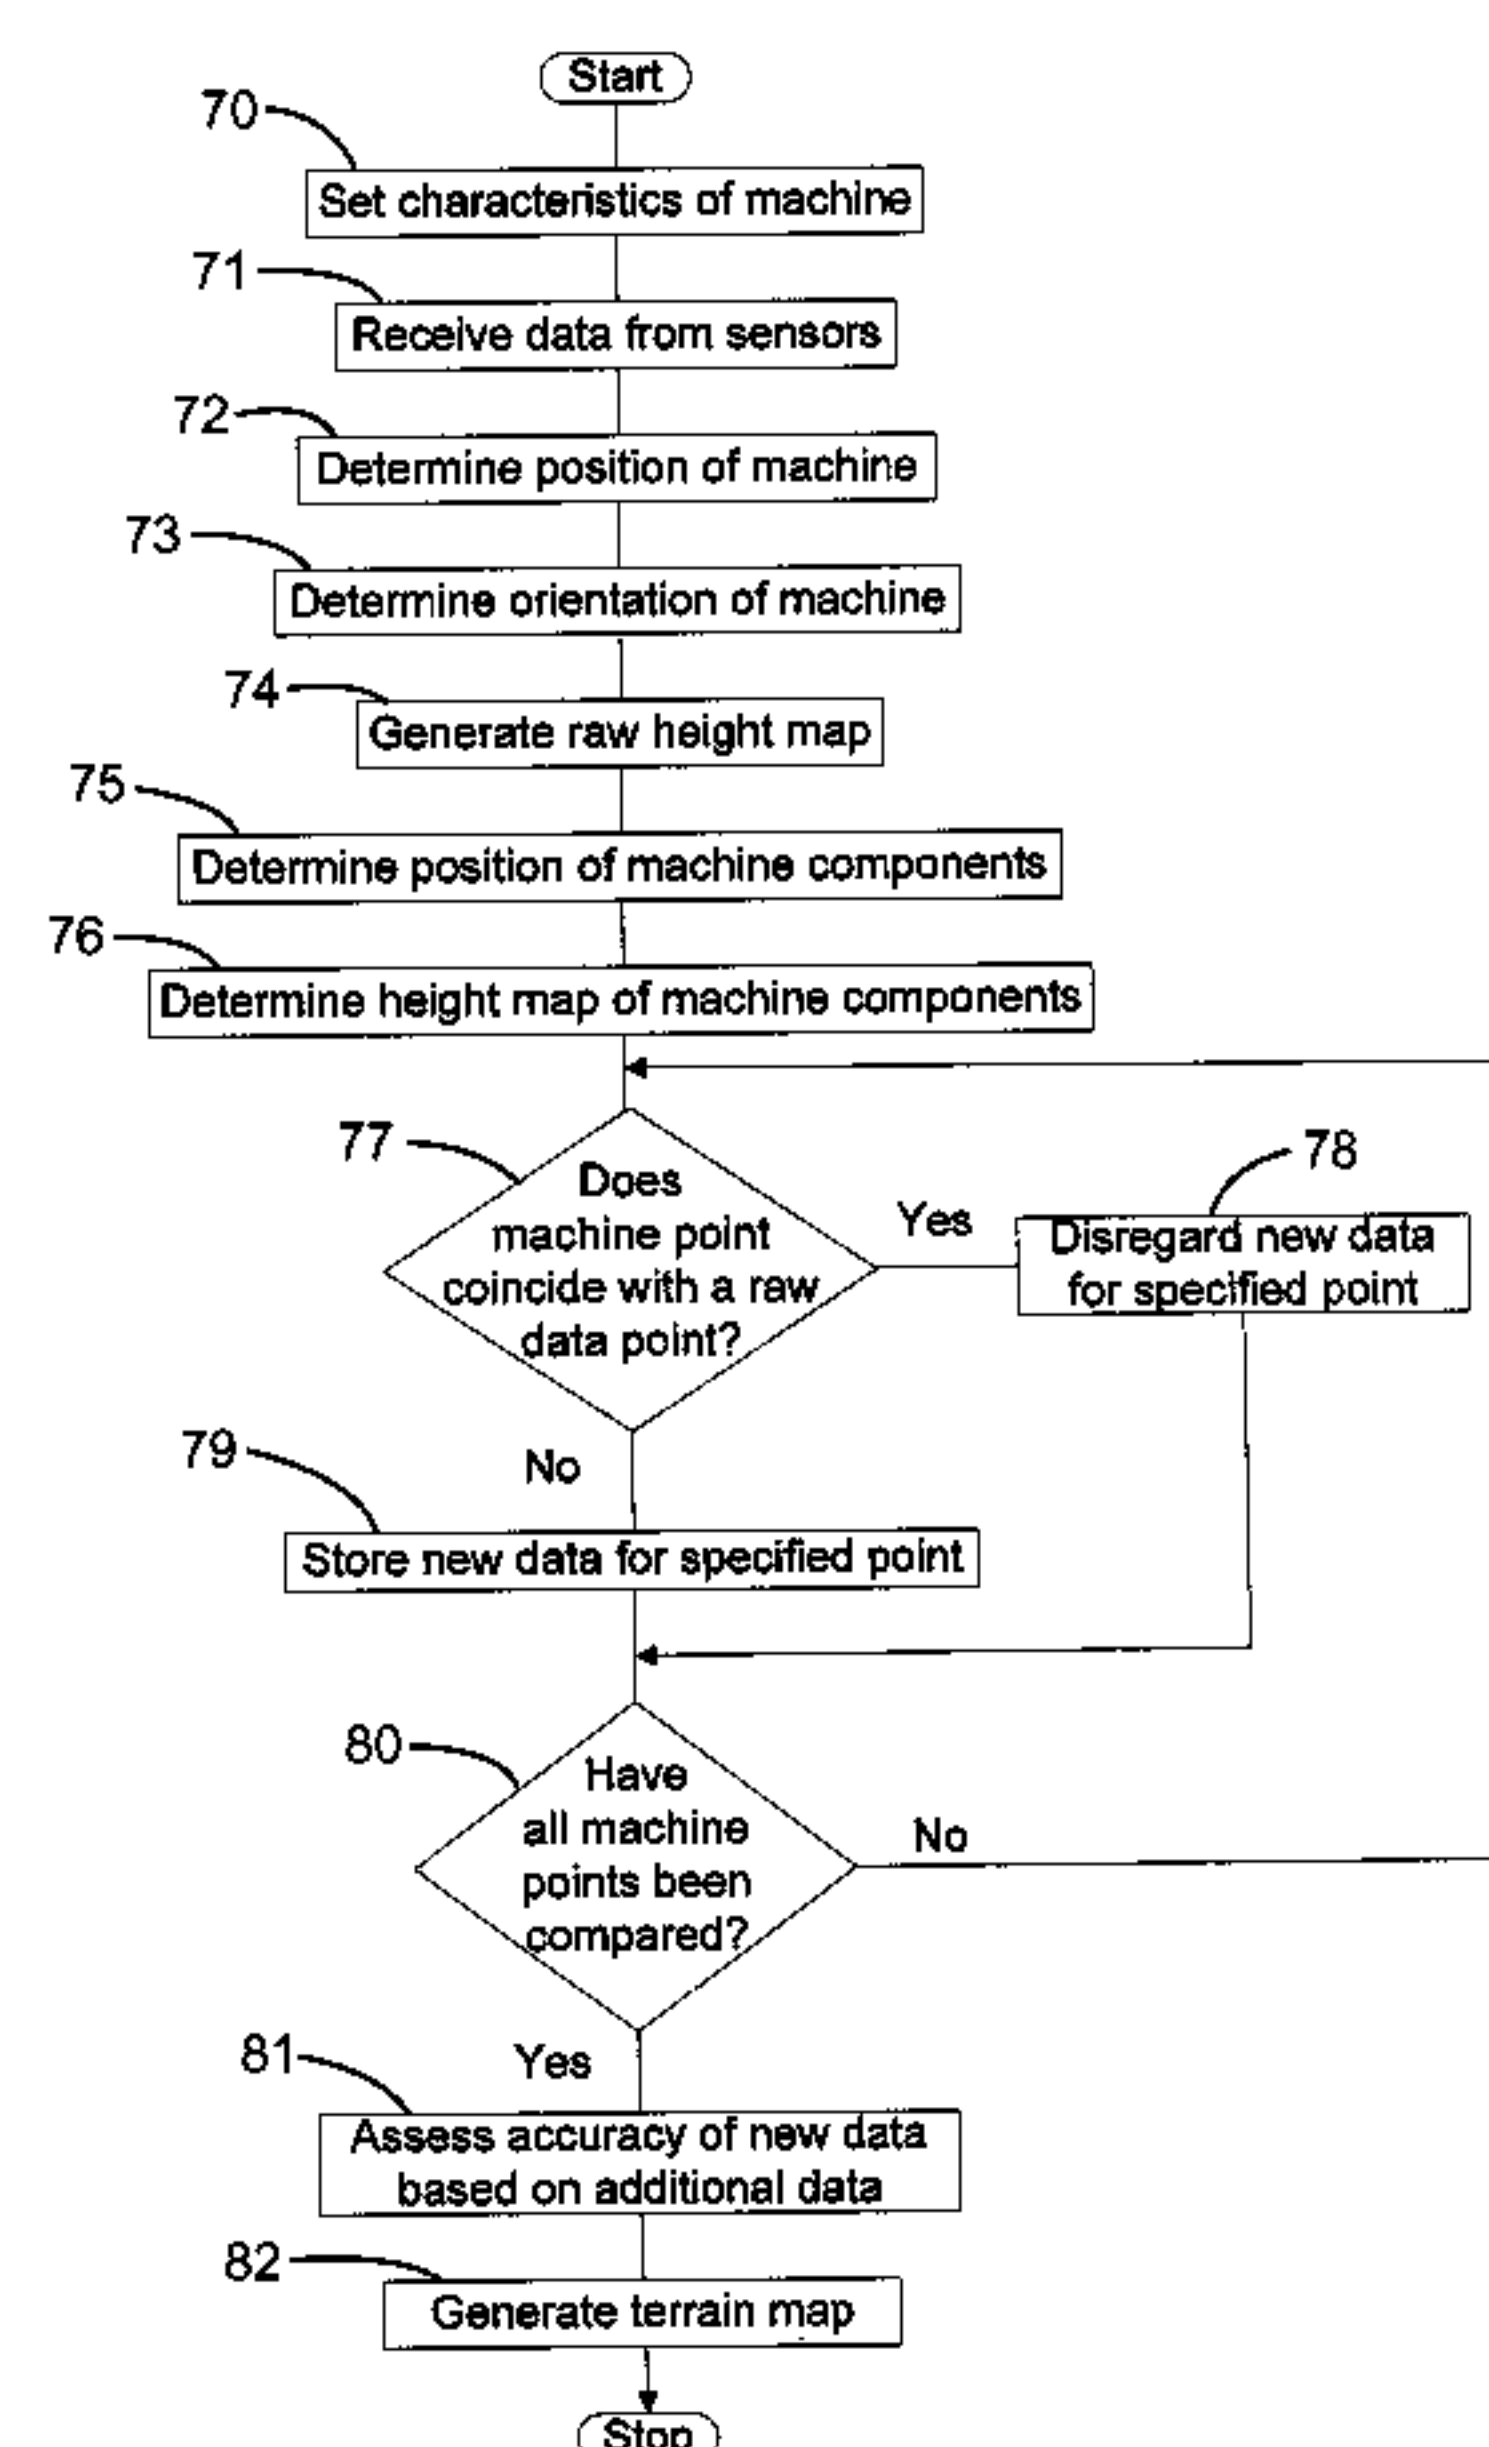 Start
70
Set characteristics of machine
71
Receive data from sensors
72
Determine position of machine
73
Determine orientation of machine
74
Generate raw height map
75
Determine position of machine components
76
Determine height map of machine components
77
Does
machine point
coincide with a raw
data point?
Yes
78
Disregard new data
for specified point
No
79
Store new data for specified point
80
Have
all machine
points been
compared?
No
Yes
81
Assess accuracy of new data
based on additional data
82
Generate terrain map
Stop